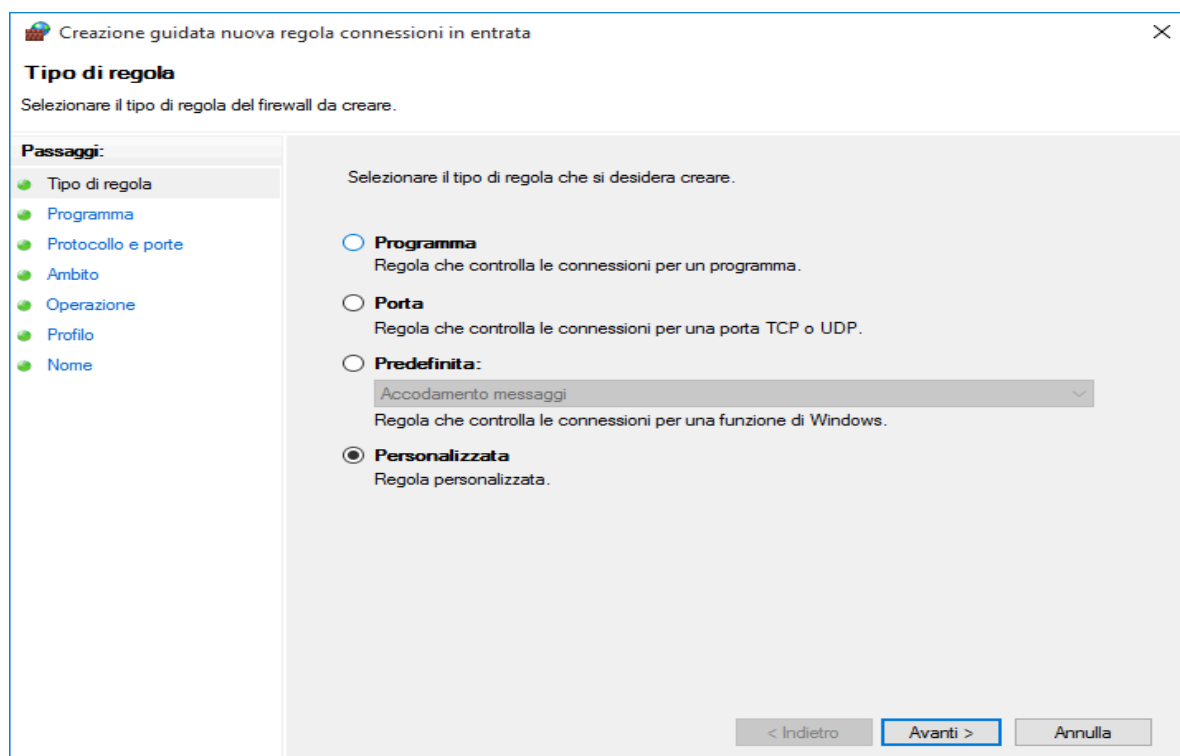 Creazione guidata nuova regola connessioni in entrata
Tipo di regola
Selezionare il tipo di regola del firewall da creare.
Passaggi:
Tipo di regola
Programma
Protocollo e porte
Ambito
Operazione
Profilo
Nome
Selezionare il tipo di regola che si desidera creare.
Programma
Regola che controlla le connessioni per un programma.
Porta
Regola che controlla le connessioni per una porta TCP o UDP.
Predefinita:
Accodamento messaggi
Regola che controlla le connessioni per una funzione di Windows.
Personalizzata
Regola personalizzata.
< Indietro
Avanti >
Annulla